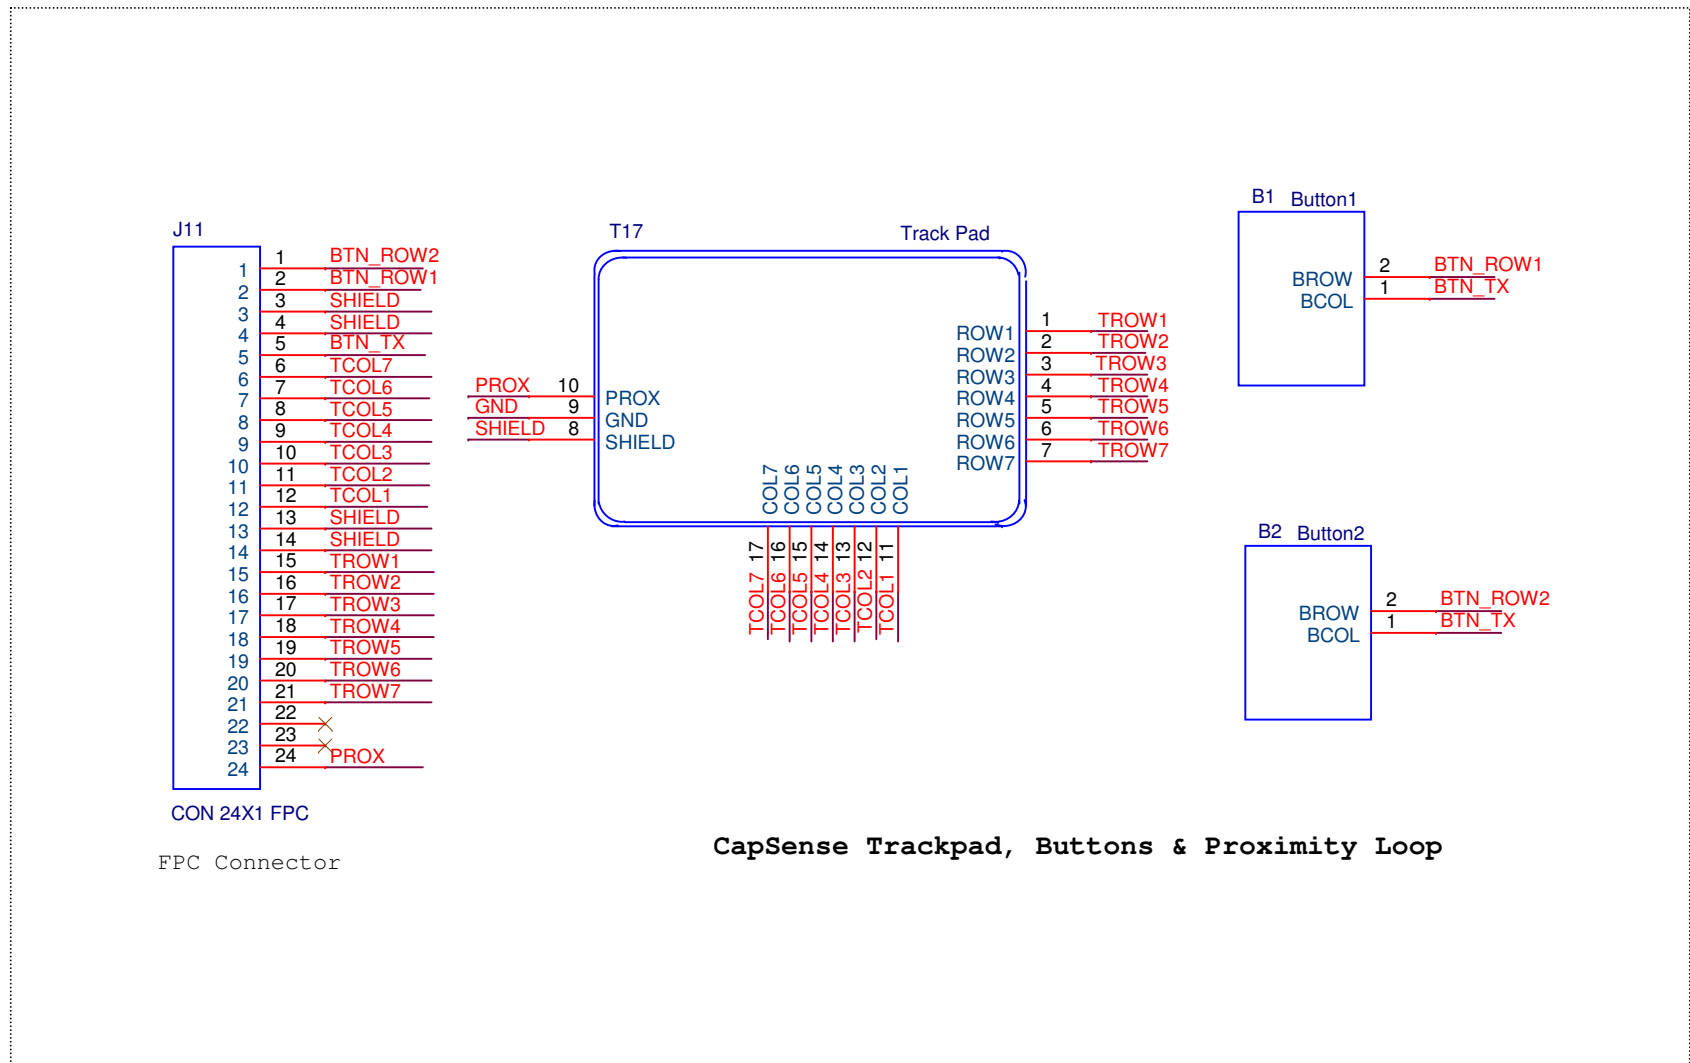 J11
1 1 BTN_ROW2
2 2 BTN_ROW1
3 3 SHIELD
4 4 SHIELD
5 5 BTN_TX
6 6 TCOL7
7 7 TCOL6
8 8 TCOL5
9 9 TCOL4
10 10 TCOL3
11 11 TCOL2
12 12 TCOL1
13 13 SHIELD
14 14 SHIELD
15 15 TROW1
16 16 TROW2
17 17 TROW3
18 18 TROW4
19 19 TROW5
20 20 TROW6
21 21 TROW7
22 22
23 23
24 24 PROX
CON 24X1 FPC
FPC Connector
T17 Track Pad
PROX 10 PROX
GND 9 GND
SHIELD 8 SHIELD
ROW1 1 TROW1
ROW2 2 TROW2
ROW3 3 TROW3
ROW4 4 TROW4
ROW5 5 TROW5
ROW6 6 TROW6
ROW7 7 TROW7
COL7 17 TCOL7
COL6 16 TCOL6
COL5 15 TCOL5
COL4 14 TCOL4
COL3 13 TCOL3
COL2 12 TCOL2
COL1 11 TCOL1
B1 Button1
BROW 2 BTN_ROW1
BCOL 1 BTN_TX
B2 Button2
BROW 2 BTN_ROW2
BCOL 1 BTN_TX
CapSense Trackpad, Buttons & Proximity Loop